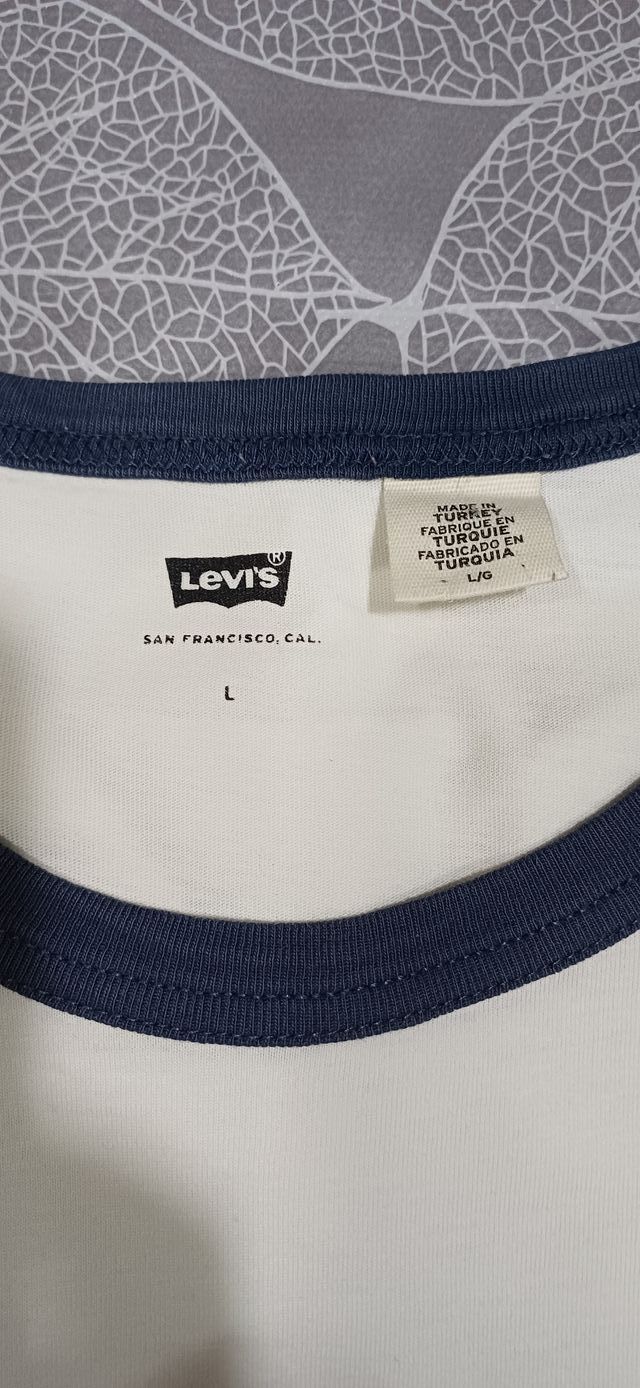 LEVI'S®
SAN FRANCISCO, CAL.
L
MADE IN
TURKEY
FABRIQUE EN
TURQUIE
FABRICADO EN
TURQUIA
L/G